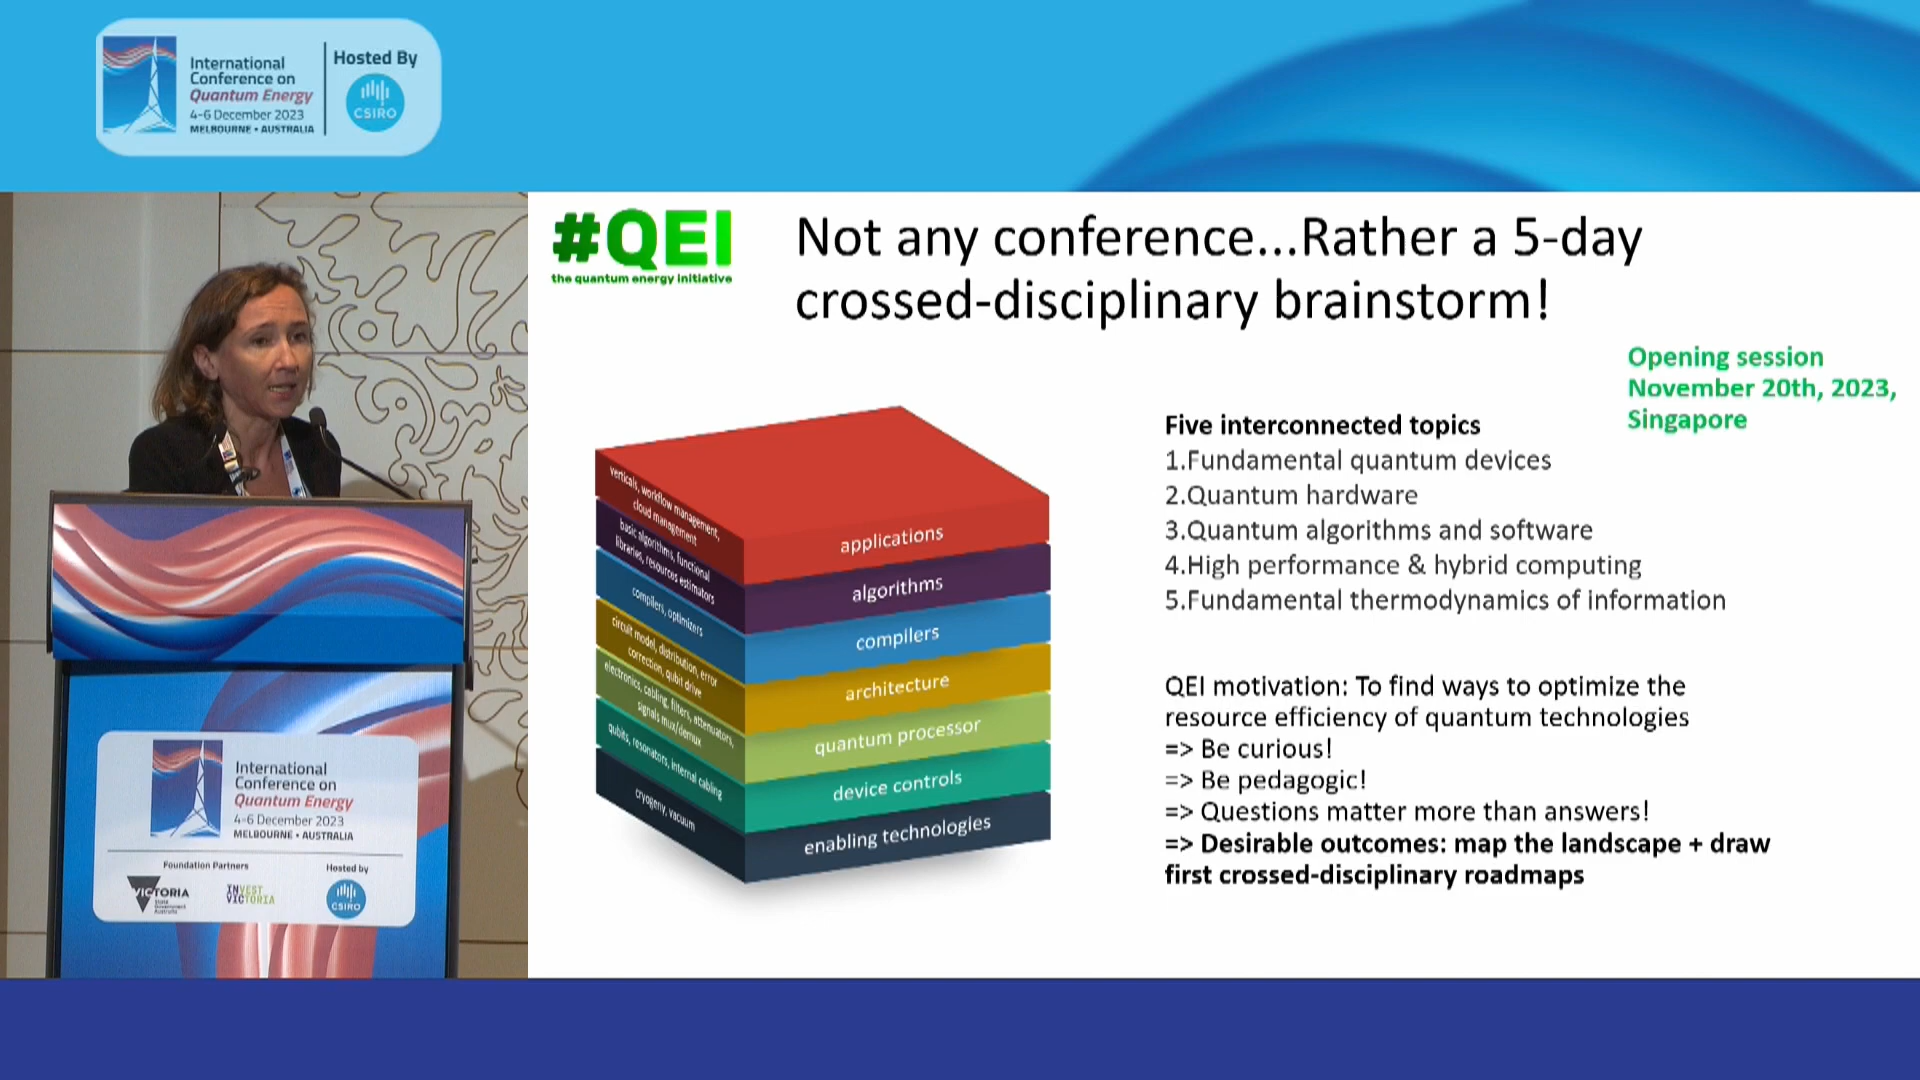 International
Conference on
Quantum Energy
4-6 December 2023
MELBOURNE • AUSTRALIA
Hosted By
CSIRO
#QEI
the quantum energy initiative
Not any conference...Rather a 5-day
crossed-disciplinary brainstorm!
Opening session
November 20th, 2023,
Singapore
verticals, workflow management,
cloud management
basic algorithms, functional
libraries, resources estimators
compilers, optimizers
circuit model, distribution, error
correction, qubit drive
electronics, cabling, filters, attenuators,
signals mux/demux
qubits, resonators, internal cabling
cryogeny, vacuum
applications
algorithms
compilers
architecture
quantum processor
device controls
enabling technologies
Five interconnected topics
1.Fundamental quantum devices
2.Quantum hardware
3.Quantum algorithms and software
4.High performance & hybrid computing
5.Fundamental thermodynamics of information
QEI motivation: To find ways to optimize the
resource efficiency of quantum technologies
=> Be curious!
=> Be pedagogic!
=> Questions matter more than answers!
=> Desirable outcomes: map the landscape + draw
first crossed-disciplinary roadmaps
International
Conference on
Quantum Energy
4-6 December 2023
MELBOURNE • AUSTRALIA
Foundation Partners
Hosted by
VICTORIA
State
Government
Australia
INVEST
VICTORIA
CSIRO